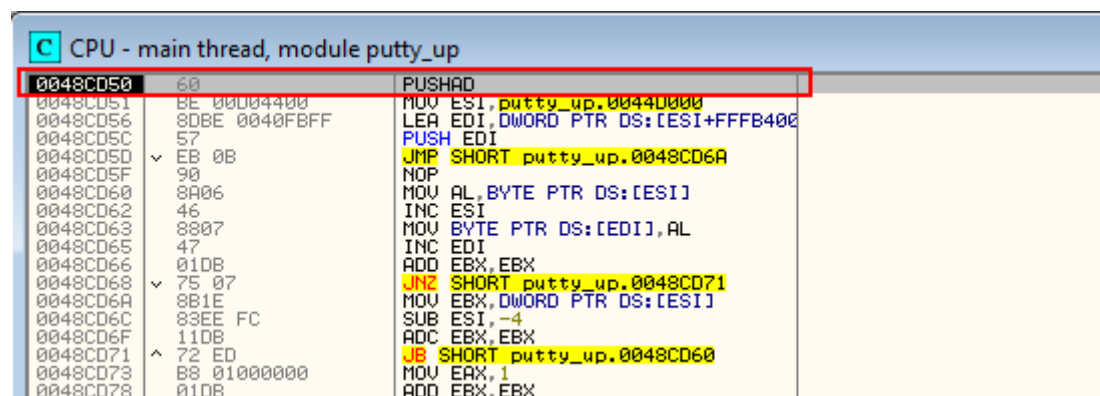 C CPU - main thread, module putty_up
0048CD50 60 PUSHAD
0048CD51 BE 00D04400 MOV ESI,putty_up.0044D000
0048CD56 8DBE 0040FBFF LEA EDI,DWORD PTR DS:[ESI+FFFB400
0048CD5C 57 PUSH EDI
0048CD5D EB 0B JMP SHORT putty_up.0048CD6A
0048CD5F 90 NOP
0048CD60 8A06 MOV AL,BYTE PTR DS:[ESI]
0048CD62 46 INC ESI
0048CD63 8807 MOV BYTE PTR DS:[EDI],AL
0048CD65 47 INC EDI
0048CD66 01DB ADD EBX,EBX
0048CD68 75 07 JNZ SHORT putty_up.0048CD71
0048CD6A 8B1E MOV EBX,DWORD PTR DS:[ESI]
0048CD6C 83EE FC SUB ESI,-4
0048CD6F 11DB ADC EBX,EBX
0048CD71 72 ED JB SHORT putty_up.0048CD60
0048CD73 B8 01000000 MOV EAX,1
0048CD78 01DB ADD EBX,EBX